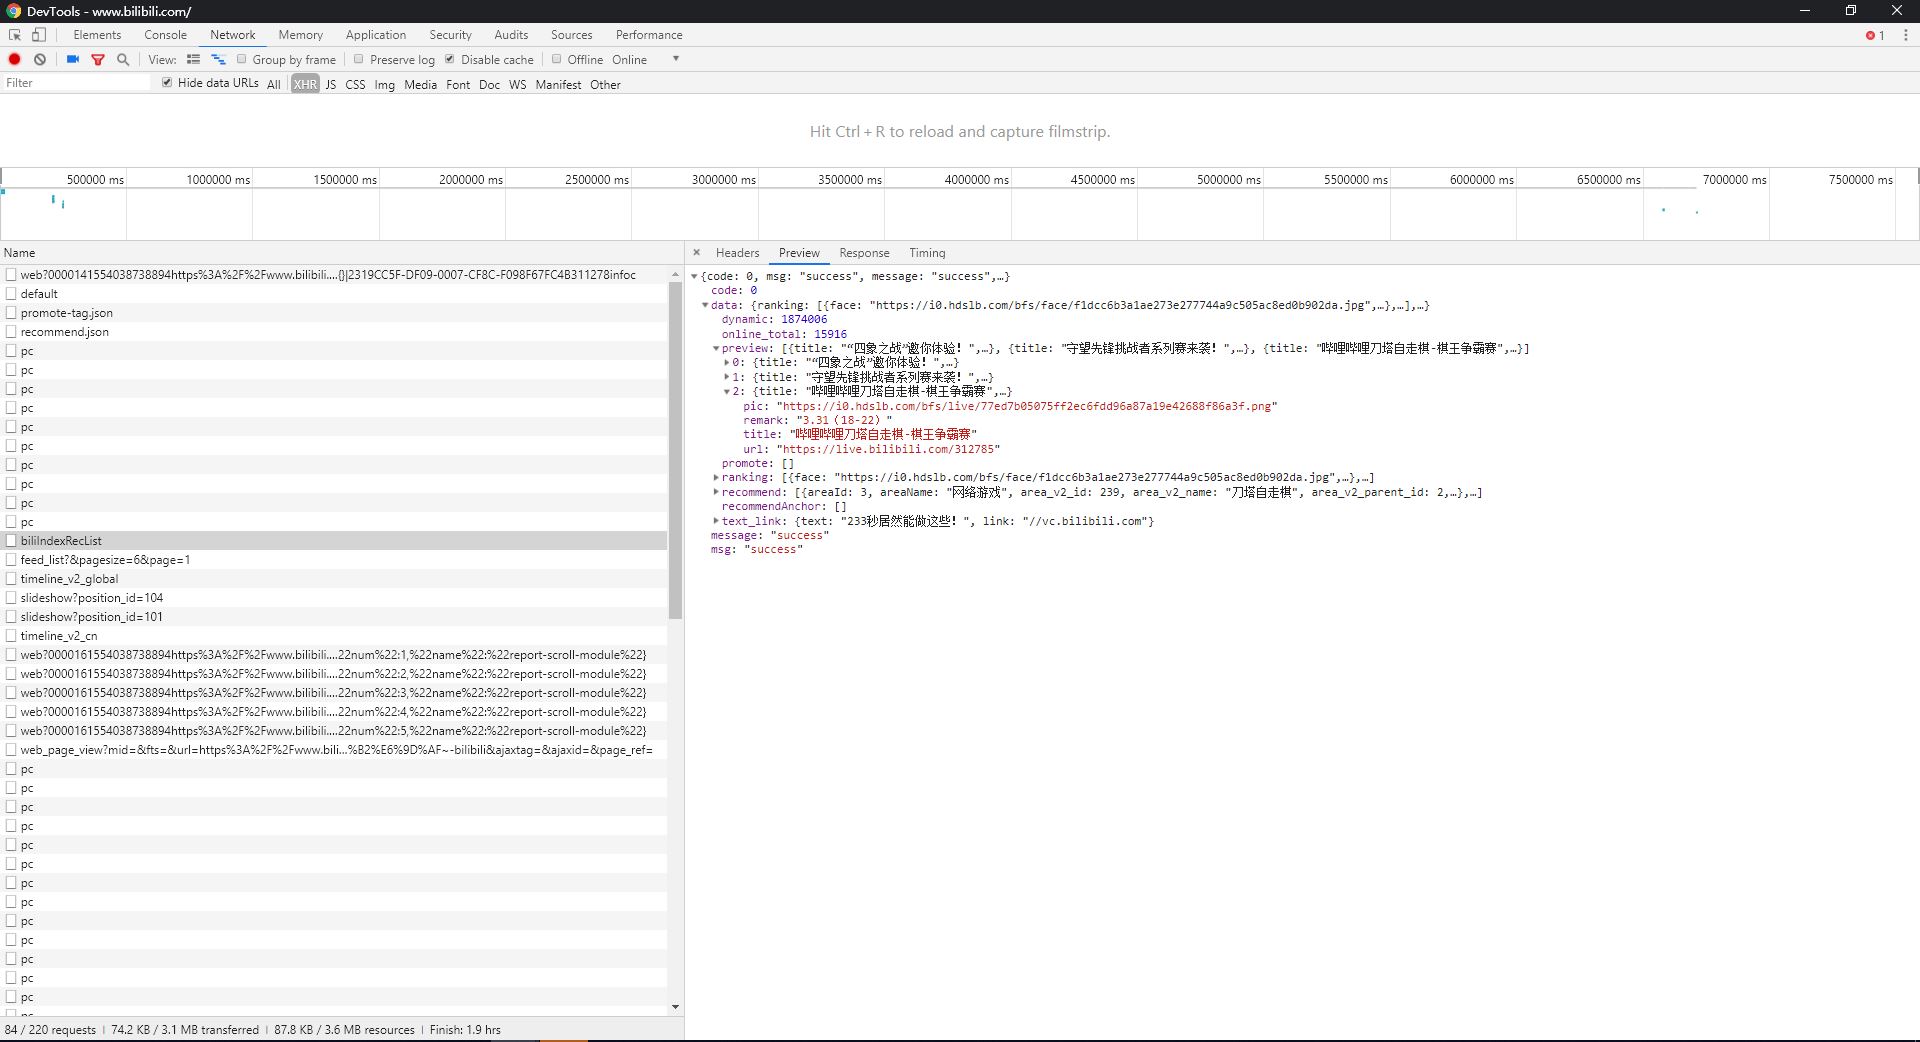 DevTools - www.bilibili.com/
Elements Console Network Memory Application Security Audits Sources Performance 1
View: Group by frame Preserve log Disable cache Offline Online
Filter Hide data URLs All XHR JS CSS Img Media Font Doc WS Manifest Other
Hit Ctrl + R to reload and capture filmstrip.
500000 ms 1000000 ms 1500000 ms 2000000 ms 2500000 ms 3000000 ms 3500000 ms 4000000 ms 4500000 ms 5000000 ms 5500000 ms 6000000 ms 6500000 ms 7000000 ms 7500000 ms
Name
web?0000141554038738894https%3A%2F%2Fwww.bilibili....{}|2319CC5F-DF09-0007-CF8C-F098F67FC4B311278infoc
default
promote-tag.json
recommend.json
pc
pc
pc
pc
pc
pc
pc
pc
pc
pc
biliIndexRecList
feed_list?&pagesize=6&page=1
timeline_v2_global
slideshow?position_id=104
slideshow?position_id=101
timeline_v2_cn
web?0000161554038738894https%3A%2F%2Fwww.bilibili....22num%22:1,%22name%22:%22report-scroll-module%22}
web?0000161554038738894https%3A%2F%2Fwww.bilibili....22num%22:2,%22name%22:%22report-scroll-module%22}
web?0000161554038738894https%3A%2F%2Fwww.bilibili....22num%22:3,%22name%22:%22report-scroll-module%22}
web?0000161554038738894https%3A%2F%2Fwww.bilibili....22num%22:4,%22name%22:%22report-scroll-module%22}
web?0000161554038738894https%3A%2F%2Fwww.bilibili....22num%22:5,%22name%22:%22report-scroll-module%22}
web_page_view?mid=&fts=&url=https%3A%2F%2Fwww.bili...%B2%E6%9D%AF~-bilibili&ajaxtag=&ajaxid=&page_ref=
pc
pc
pc
pc
pc
pc
pc
pc
pc
pc
pc
pc
pc
pc
84 / 220 requests | 74.2 KB / 3.1 MB transferred | 87.8 KB / 3.6 MB resources | Finish: 1.9 hrs
× Headers Preview Response Timing
{code: 0, msg: "success", message: "success",…}
code: 0
data: {ranking: [{face: "https://i0.hdslb.com/bfs/face/f1dcc6b3a1ae273e277744a9c505ac8ed0b902da.jpg",…},…],…}
dynamic: 1874006
online_total: 15916
preview: [{title: "“四象之战”邀你体验！",…}, {title: "守望先锋挑战者系列赛来袭！",…}, {title: "哔哩哔哩刀塔自走棋-棋王争霸赛",…}]
0: {title: "“四象之战”邀你体验！",…}
1: {title: "守望先锋挑战者系列赛来袭！",…}
2: {title: "哔哩哔哩刀塔自走棋-棋王争霸赛",…}
pic: "https://i0.hdslb.com/bfs/live/77ed7b05075ff2ec6fdd96a87a19e42688f86a3f.png"
remark: "3.31（18-22）"
title: "哔哩哔哩刀塔自走棋-棋王争霸赛"
url: "https://live.bilibili.com/312785"
promote: []
ranking: [{face: "https://i0.hdslb.com/bfs/face/f1dcc6b3a1ae273e277744a9c505ac8ed0b902da.jpg",…},…]
recommend: [{areaId: 3, areaName: "网络游戏", area_v2_id: 239, area_v2_name: "刀塔自走棋", area_v2_parent_id: 2,…},…]
recommendAnchor: []
text_link: {text: "233秒居然能做这些！", link: "//vc.bilibili.com"}
message: "success"
msg: "success"